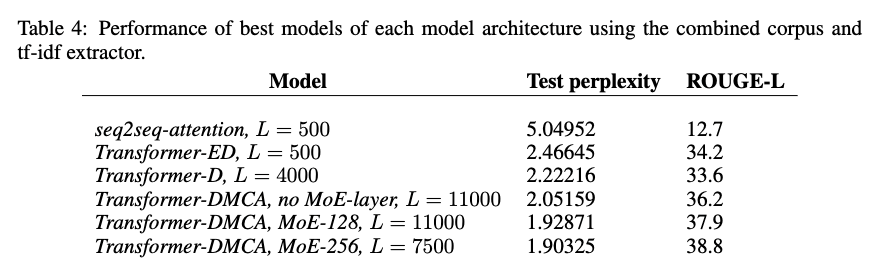 Table 4: Performance of best models of each model architecture using the combined corpus and
tf-idf extractor.
Model Test perplexity ROUGE-L
seq2seq-attention, L = 500 5.04952 12.7
Transformer-ED, L = 500 2.46645 34.2
Transformer-D, L = 4000 2.22216 33.6
Transformer-DMCA, no MoE-layer, L = 11000 2.05159 36.2
Transformer-DMCA, MoE-128, L = 11000 1.92871 37.9
Transformer-DMCA, MoE-256, L = 7500 1.90325 38.8